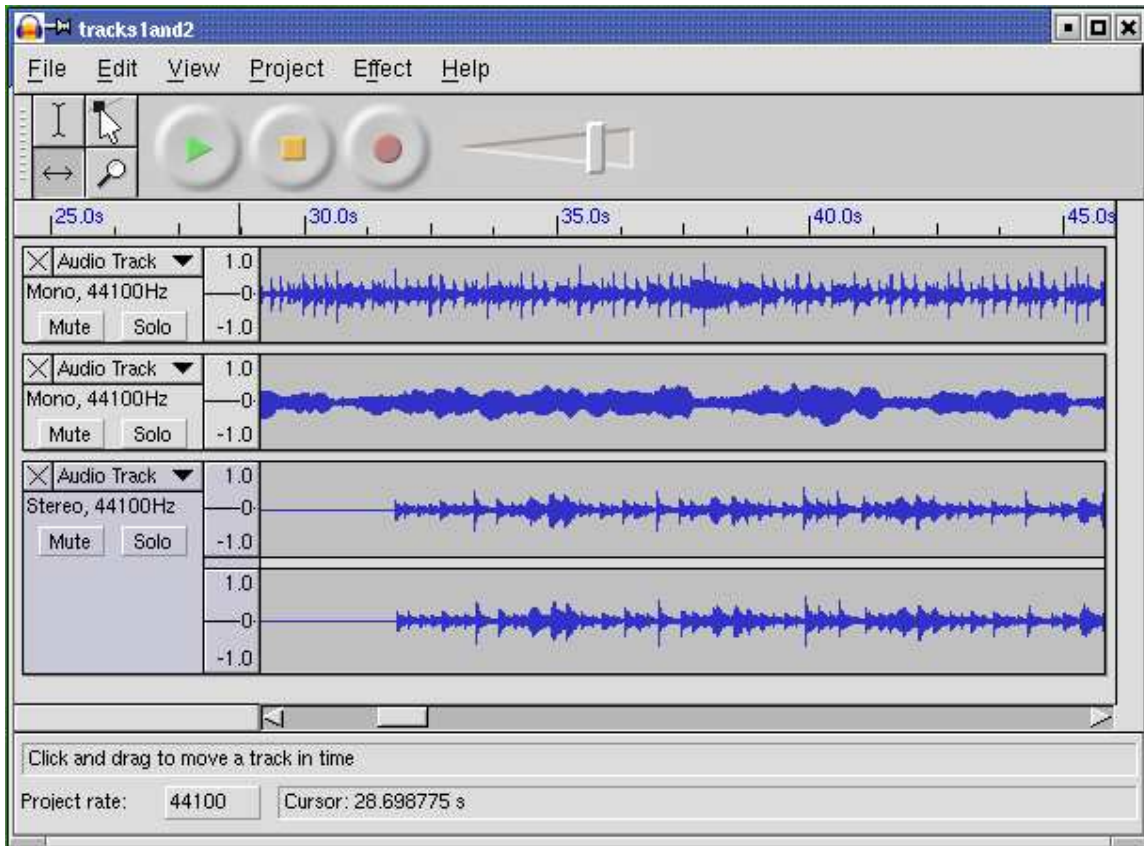 tracks1and2
File Edit View Project Effect Help
25.0s 30.0s 35.0s 40.0s 45.0s
Audio Track 1.0
Mono, 44100Hz 0
Mute Solo -1.0
Audio Track 1.0
Mono, 44100Hz 0
Mute Solo -1.0
Audio Track 1.0
Stereo, 44100Hz 0
Mute Solo -1.0
1.0
0
-1.0
Click and drag to move a track in time
Project rate: 44100 Cursor: 28.698775 s